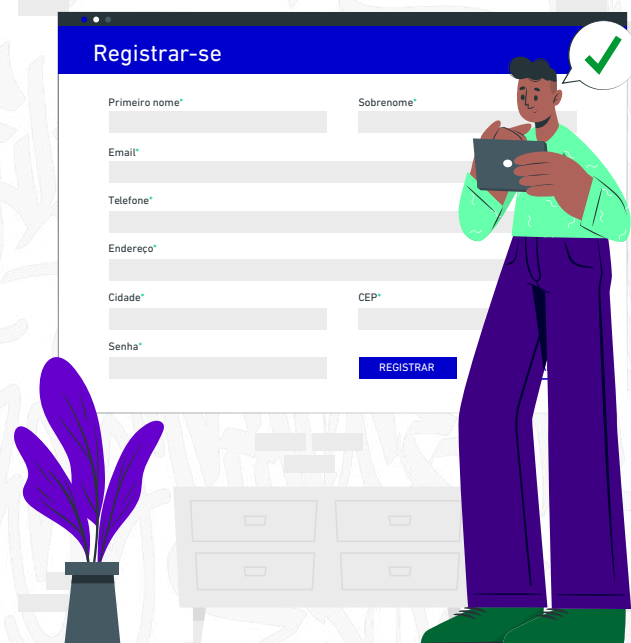 Registrar-se
Primeiro nome*
Sobrenome*
Email*
Telefone*
Endereço*
Cidade*
CEP*
Senha*
REGISTRAR